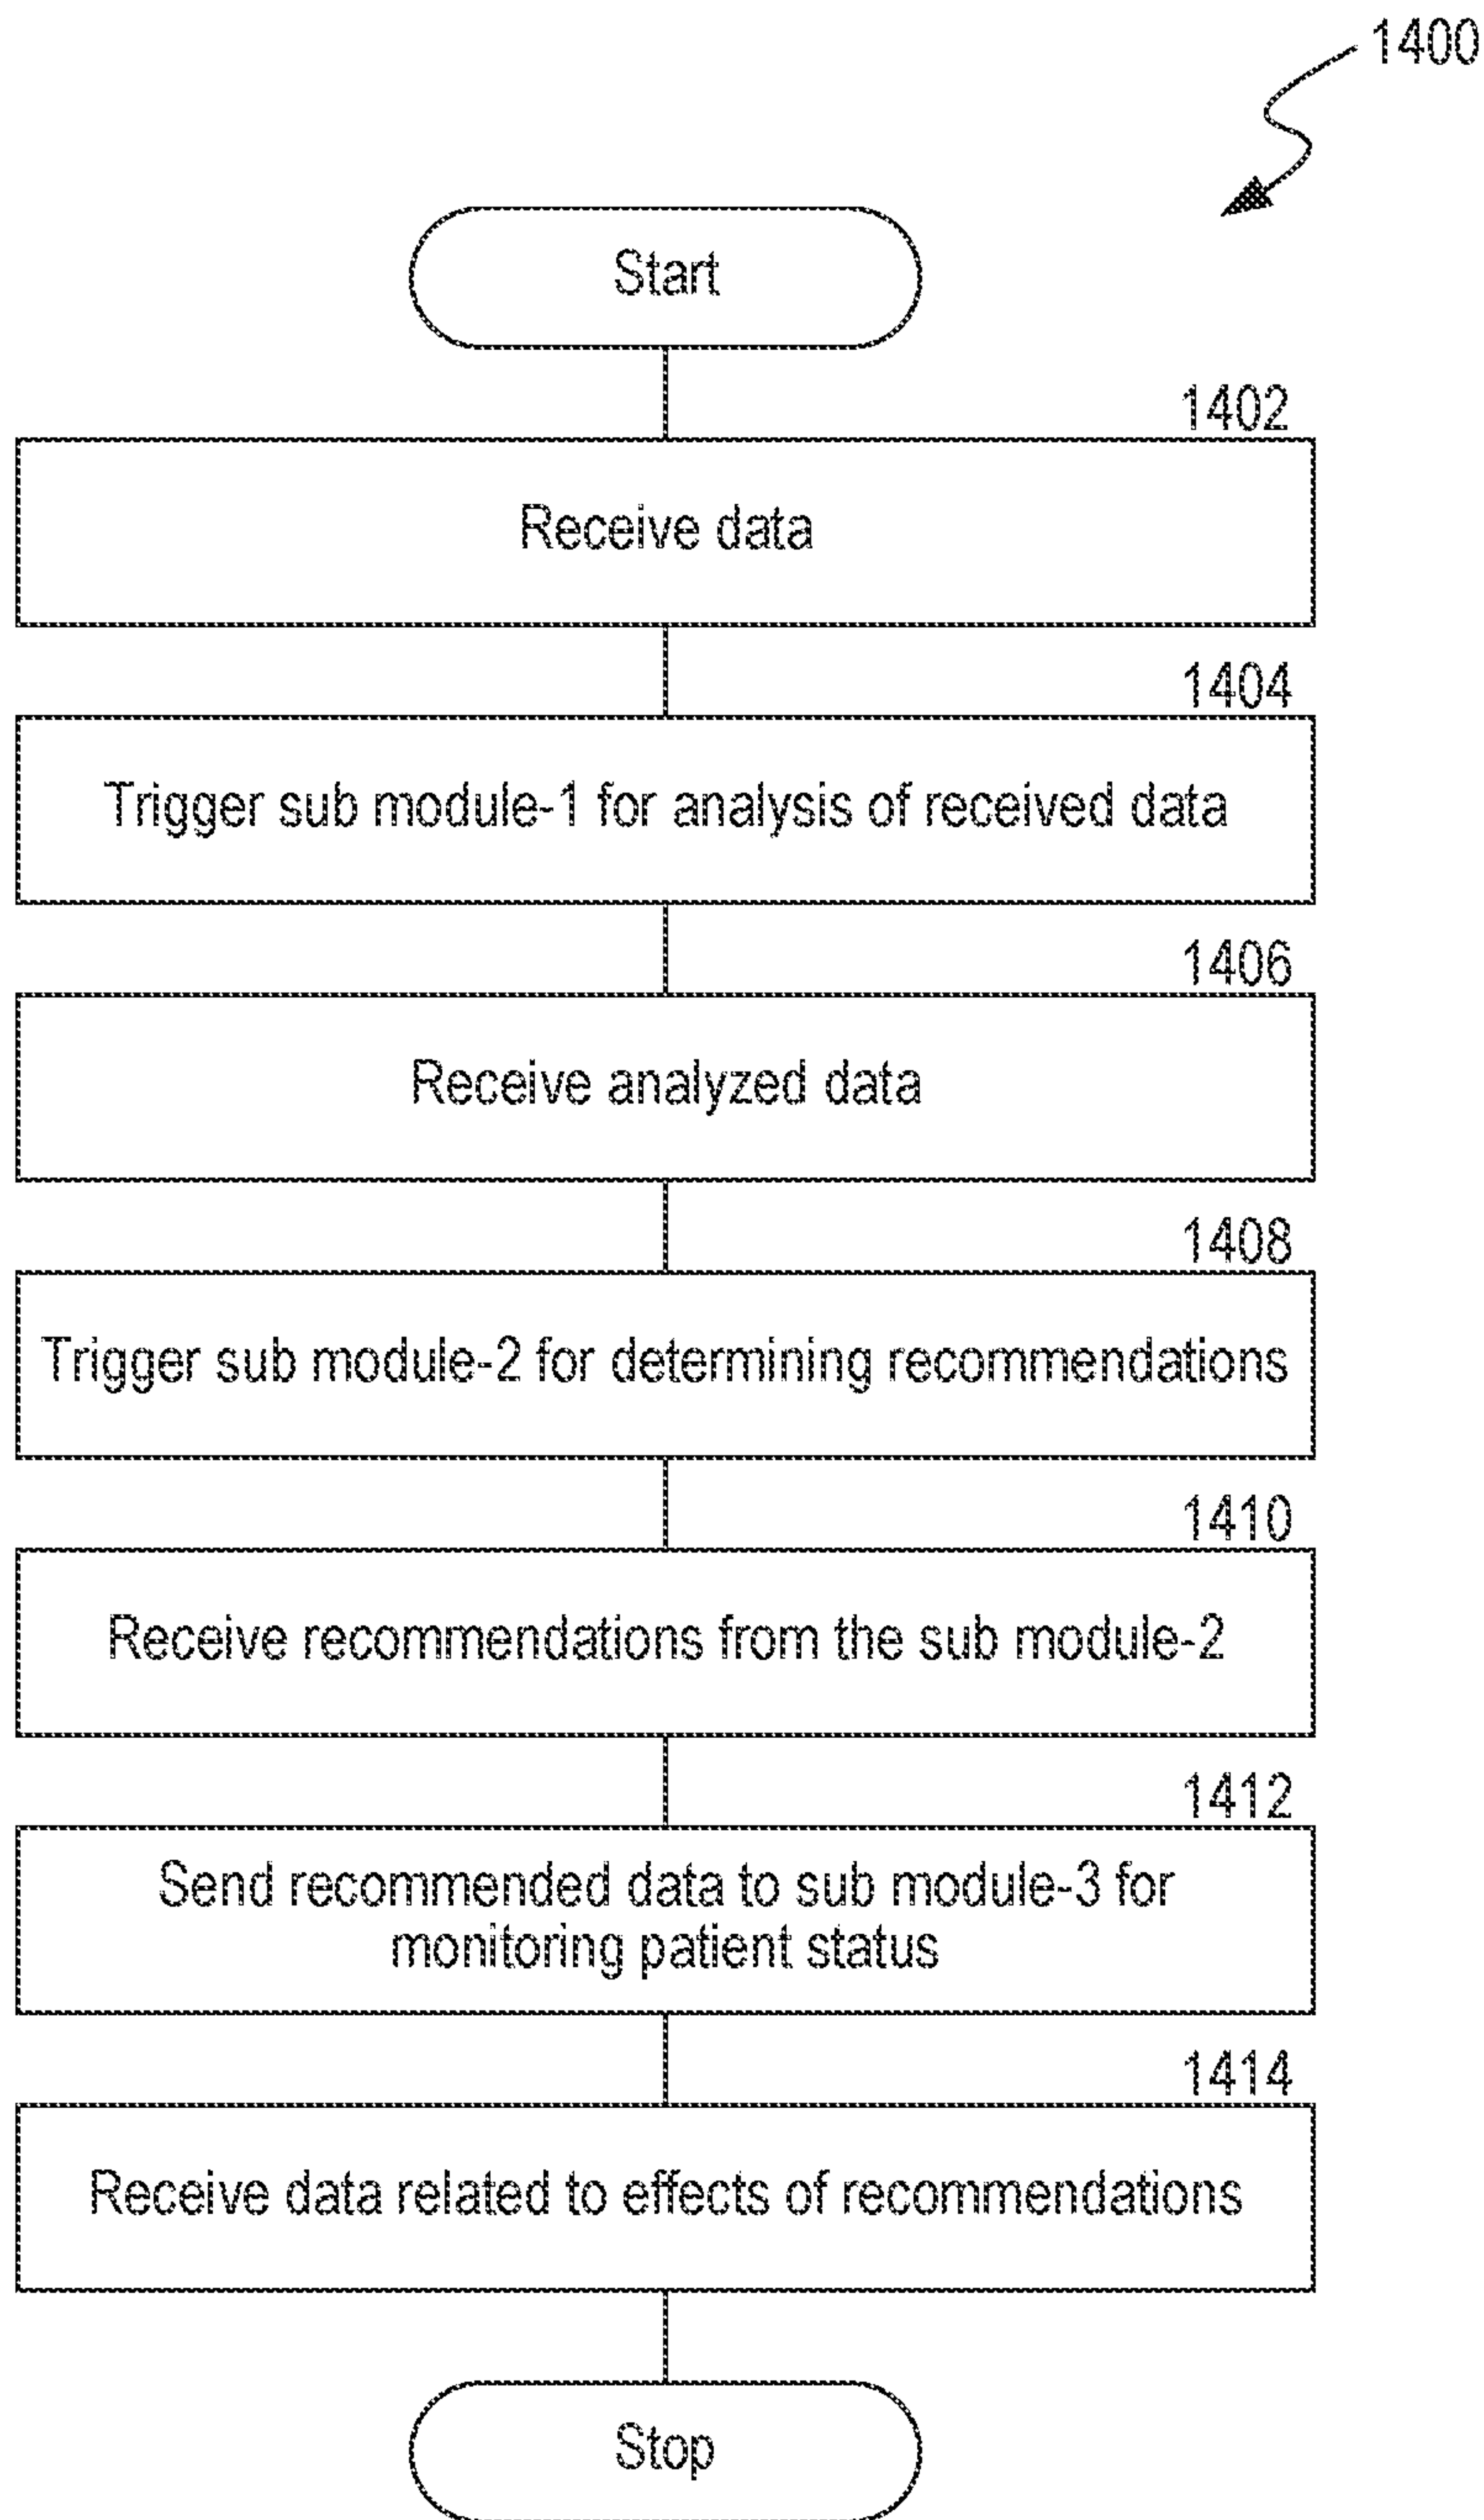 1400
Start
1402
Receive data
1404
Trigger sub module-1 for analysis of received data
1406
Receive analyzed data
1408
Trigger sub module-2 for determining recommendations
1410
Receive recommendations from the sub module-2
1412
Send recommended data to sub module-3 for
monitoring patient status
1414
Receive data related to effects of recommendations
Stop